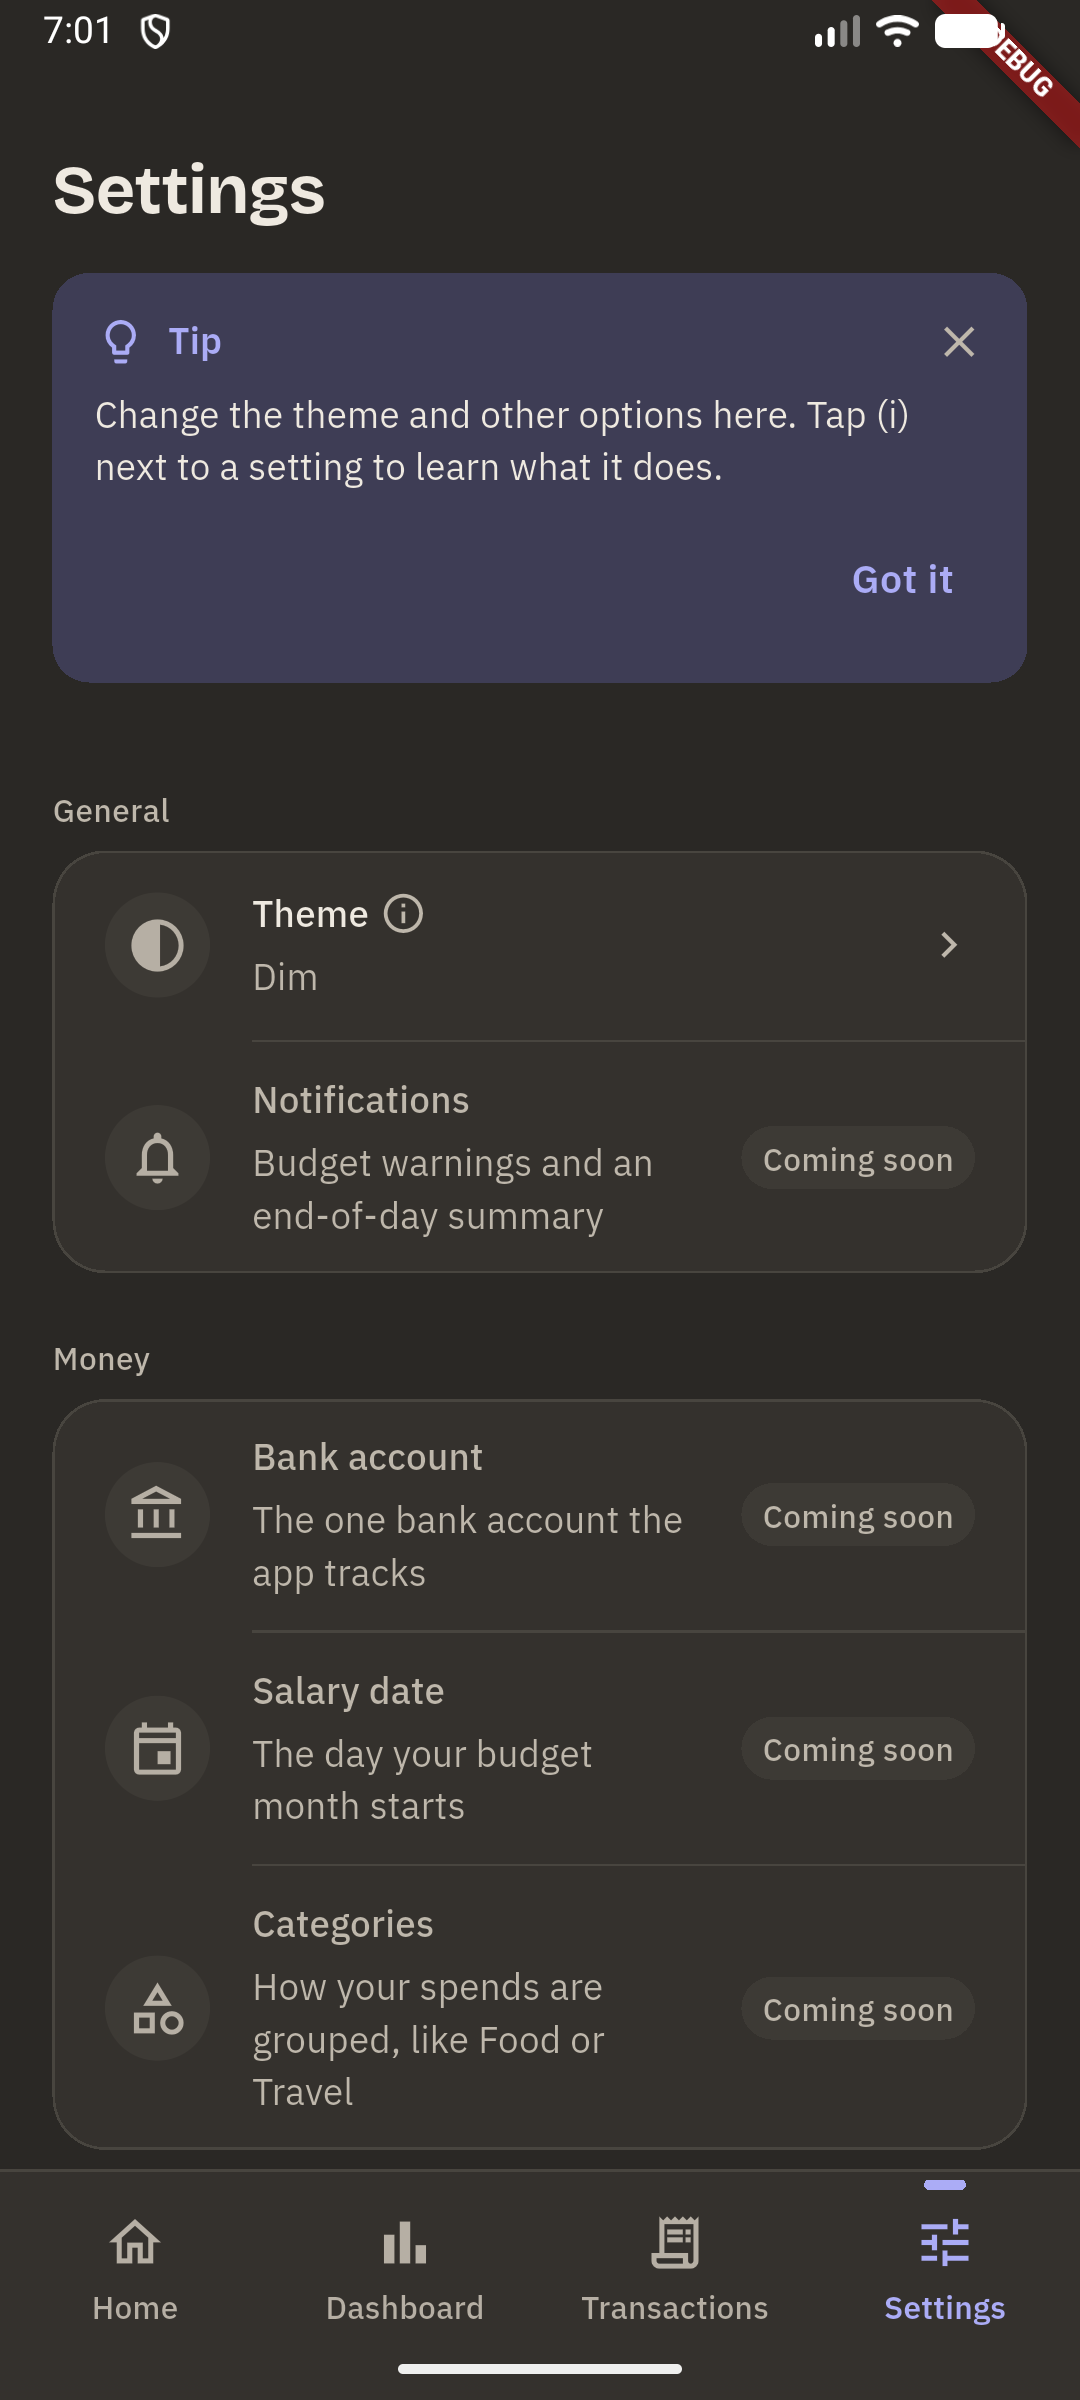 7:01
EBUG
Settings
Tip
Change the theme and other options here. Tap (i)
next to a setting to learn what it does.
Got it
General
Theme
Dim
Notifications
Budget warnings and an
end-of-day summary
Coming soon
Money
Bank account
The one bank account the
app tracks
Coming soon
Salary date
The day your budget
month starts
Coming soon
Categories
How your spends are
grouped, like Food or
Travel
Coming soon
Home
Dashboard
Transactions
Settings